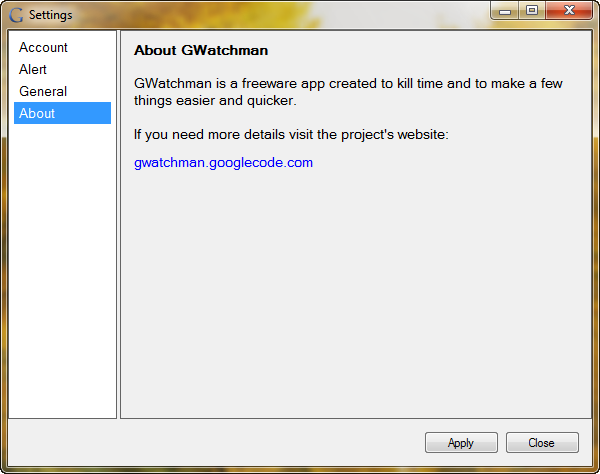 Settings
Account
Alert
General
About
About GWatchman
GWatchman is a freeware app created to kill time and to make a few
things easier and quicker.
If you need more details visit the project's website:
gwatchman.googlecode.com
Apply
Close